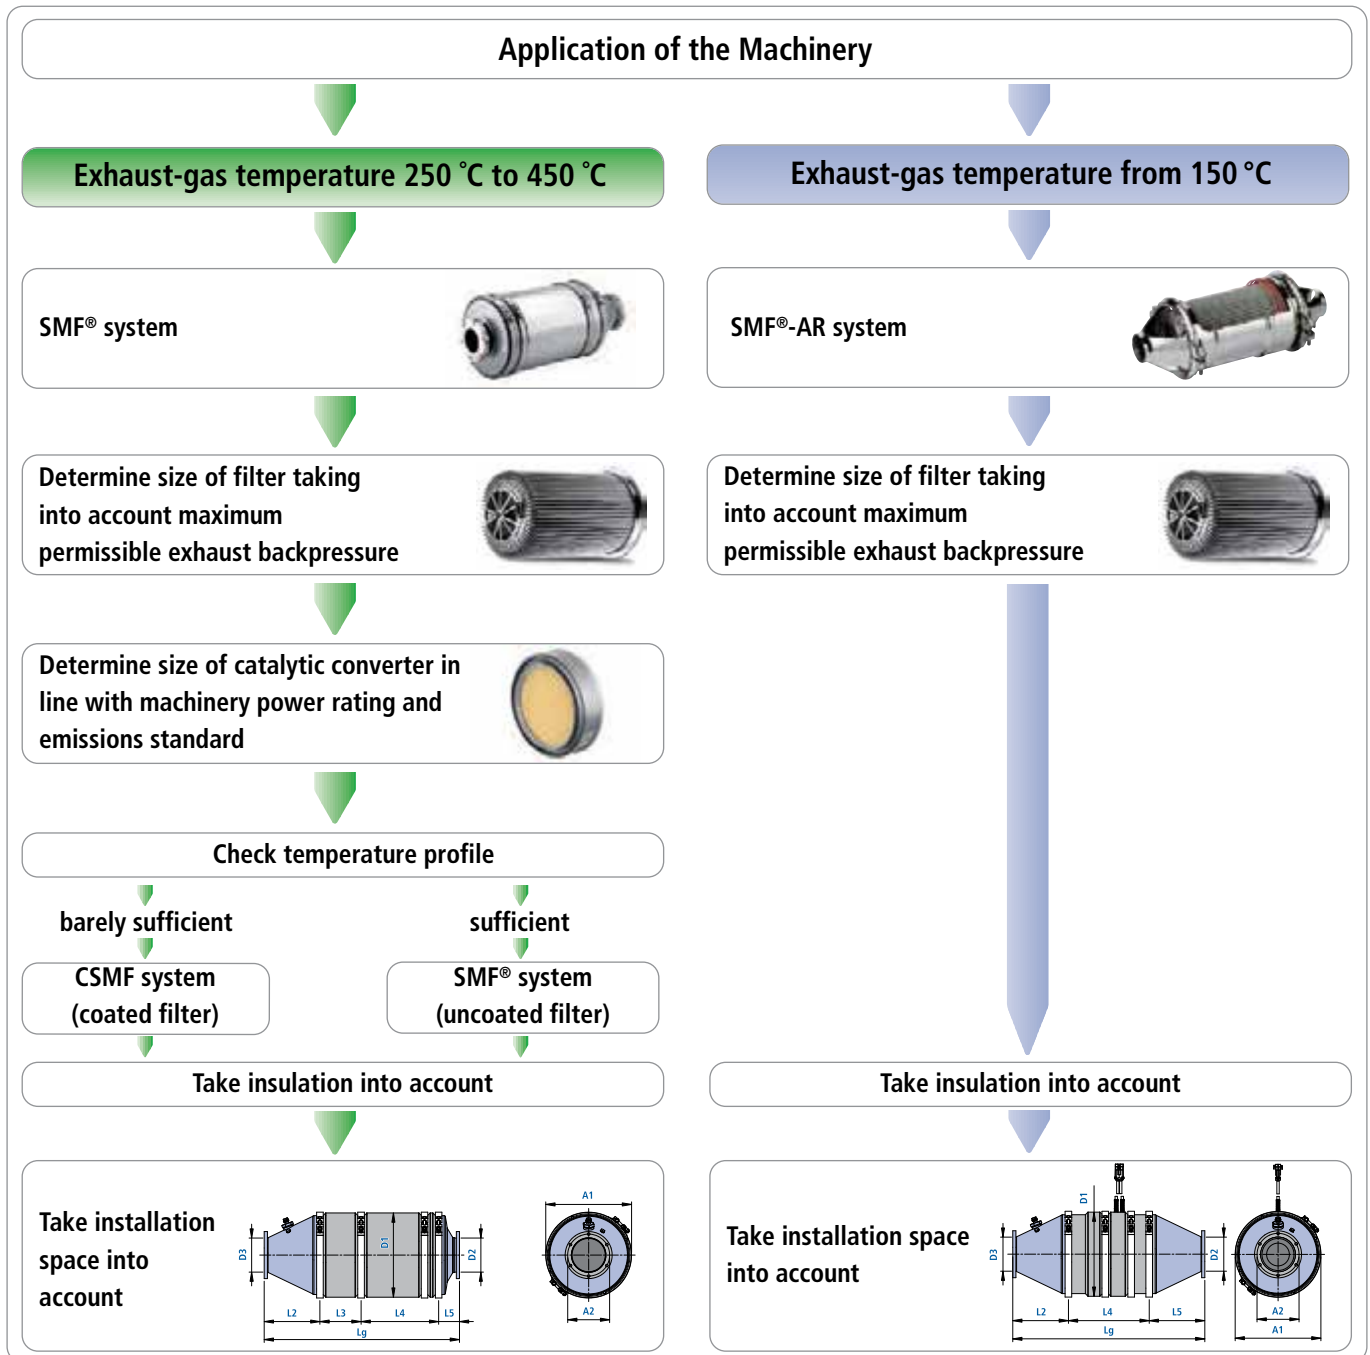 Application of the Machinery
Exhaust-gas temperature 250 ˚C to 450 ˚C
Exhaust-gas temperature from 150 °C
SMF® system
SMF®-AR system
Determine size of filter taking
into account maximum
permissible exhaust backpressure
Determine size of filter taking
into account maximum
permissible exhaust backpressure
Determine size of catalytic converter in
line with machinery power rating and
emissions standard
Check temperature profile
barely sufficient
sufficient
CSMF system
(coated filter)
SMF® system
(uncoated filter)
Take insulation into account
Take insulation into account
Take installation
space into
account
D3
D1
D2
L2
L3
L4
L5
Lg
A1
A2
Take installation space
into account
D3
D1
D2
L2
L4
L5
Lg
A2
A1